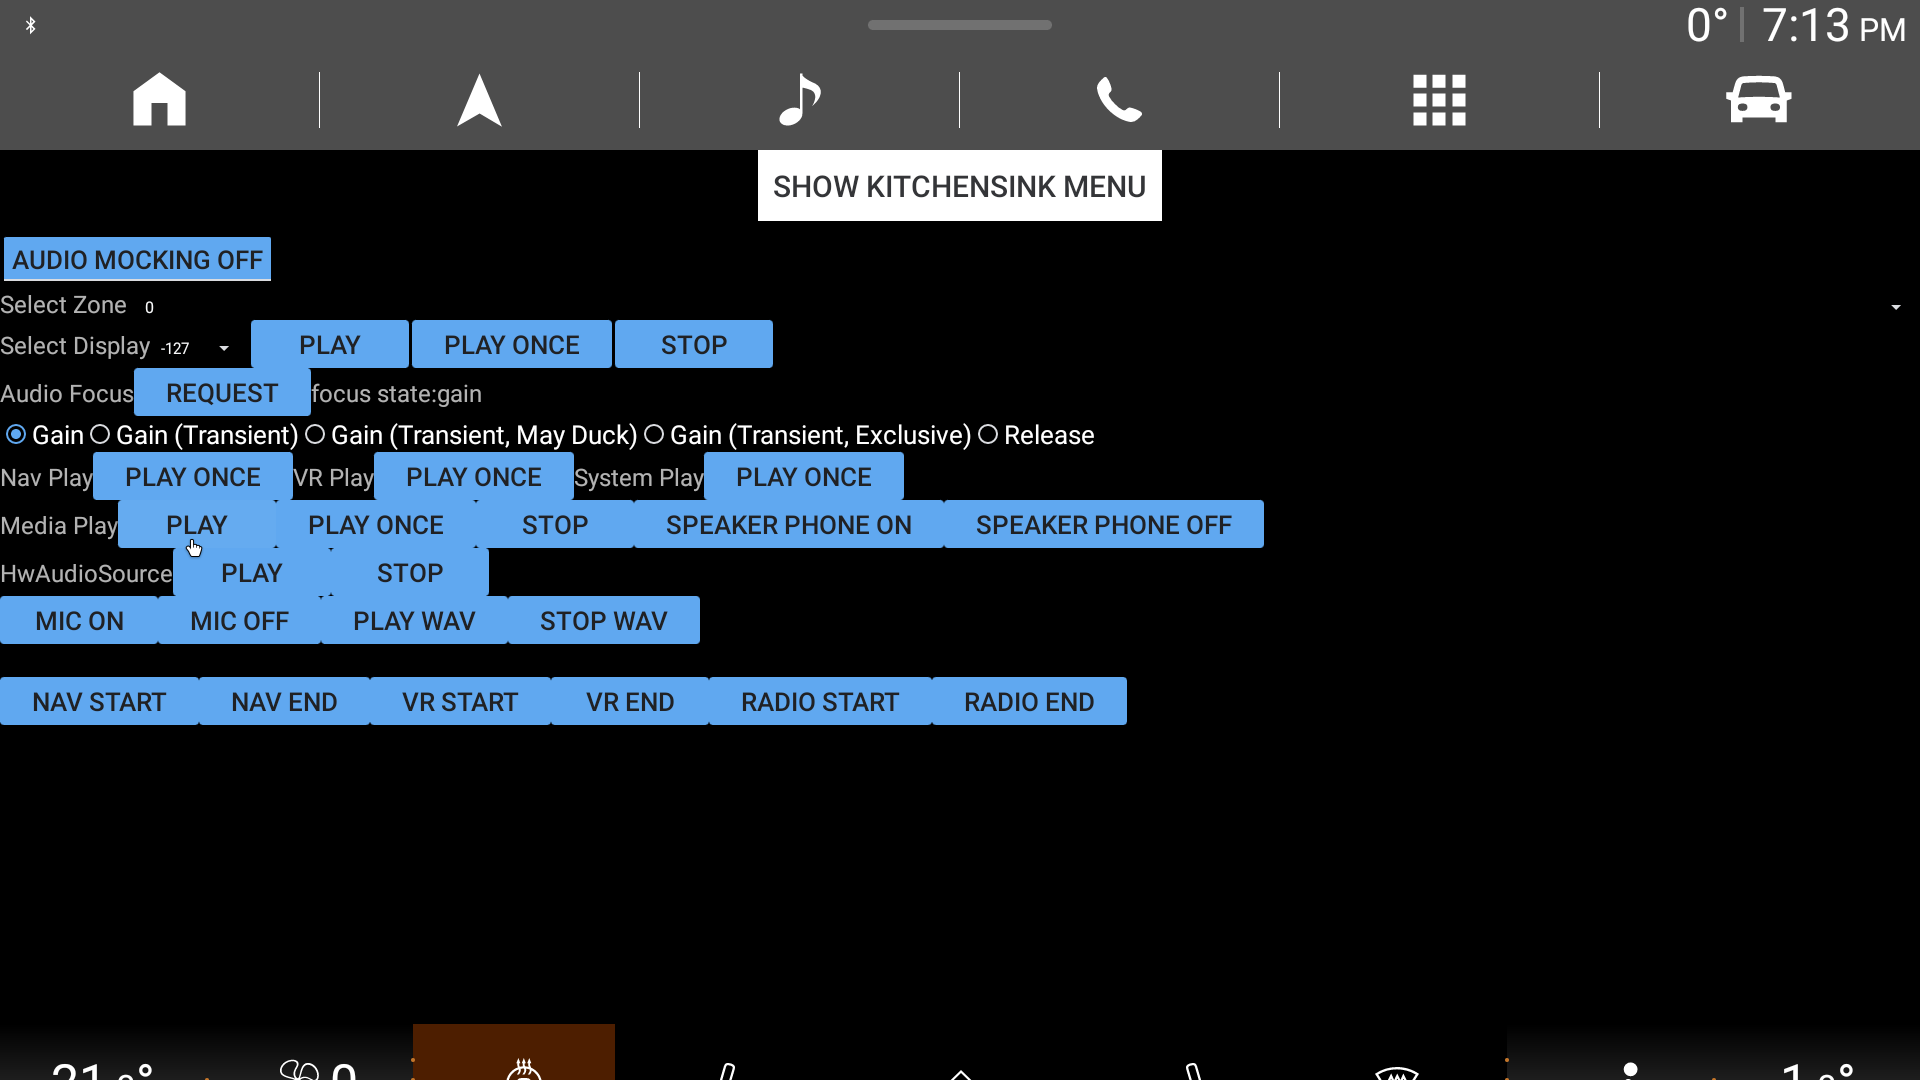 0° 7:13 PM
SHOW KITCHENSINK MENU
AUDIO MOCKING OFF
Select Zone 0
Select Display -127 PLAY PLAY ONCE STOP
Audio Focus REQUEST focus state:gain
Gain Gain (Transient) Gain (Transient, May Duck) Gain (Transient, Exclusive) Release
Nav Play PLAY ONCE VR Play PLAY ONCE System Play PLAY ONCE
Media Play PLAY PLAY ONCE STOP SPEAKER PHONE ON SPEAKER PHONE OFF
HwAudioSource PLAY STOP
MIC ON MIC OFF PLAY WAV STOP WAV
NAV START NAV END VR START VR END RADIO START RADIO END